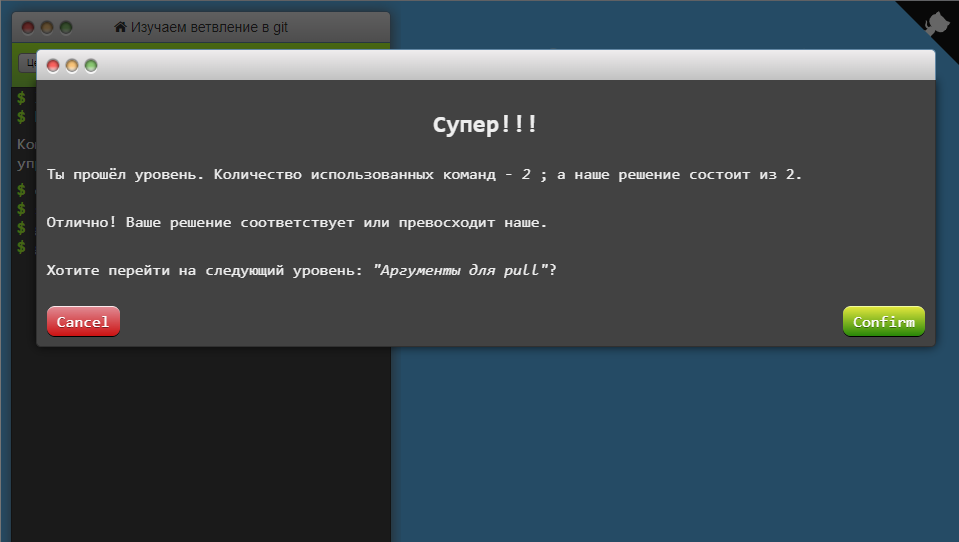 Изучаем ветвление в git
$
$
$
$
$
$
Супер!!!
Ты прошёл уровень. Количество использованных команд - 2 ; а наше решение состоит из 2.
Отлично! Ваше решение соответствует или превосходит наше.
Хотите перейти на следующий уровень: "Аргументы для pull"?
Cancel Confirm